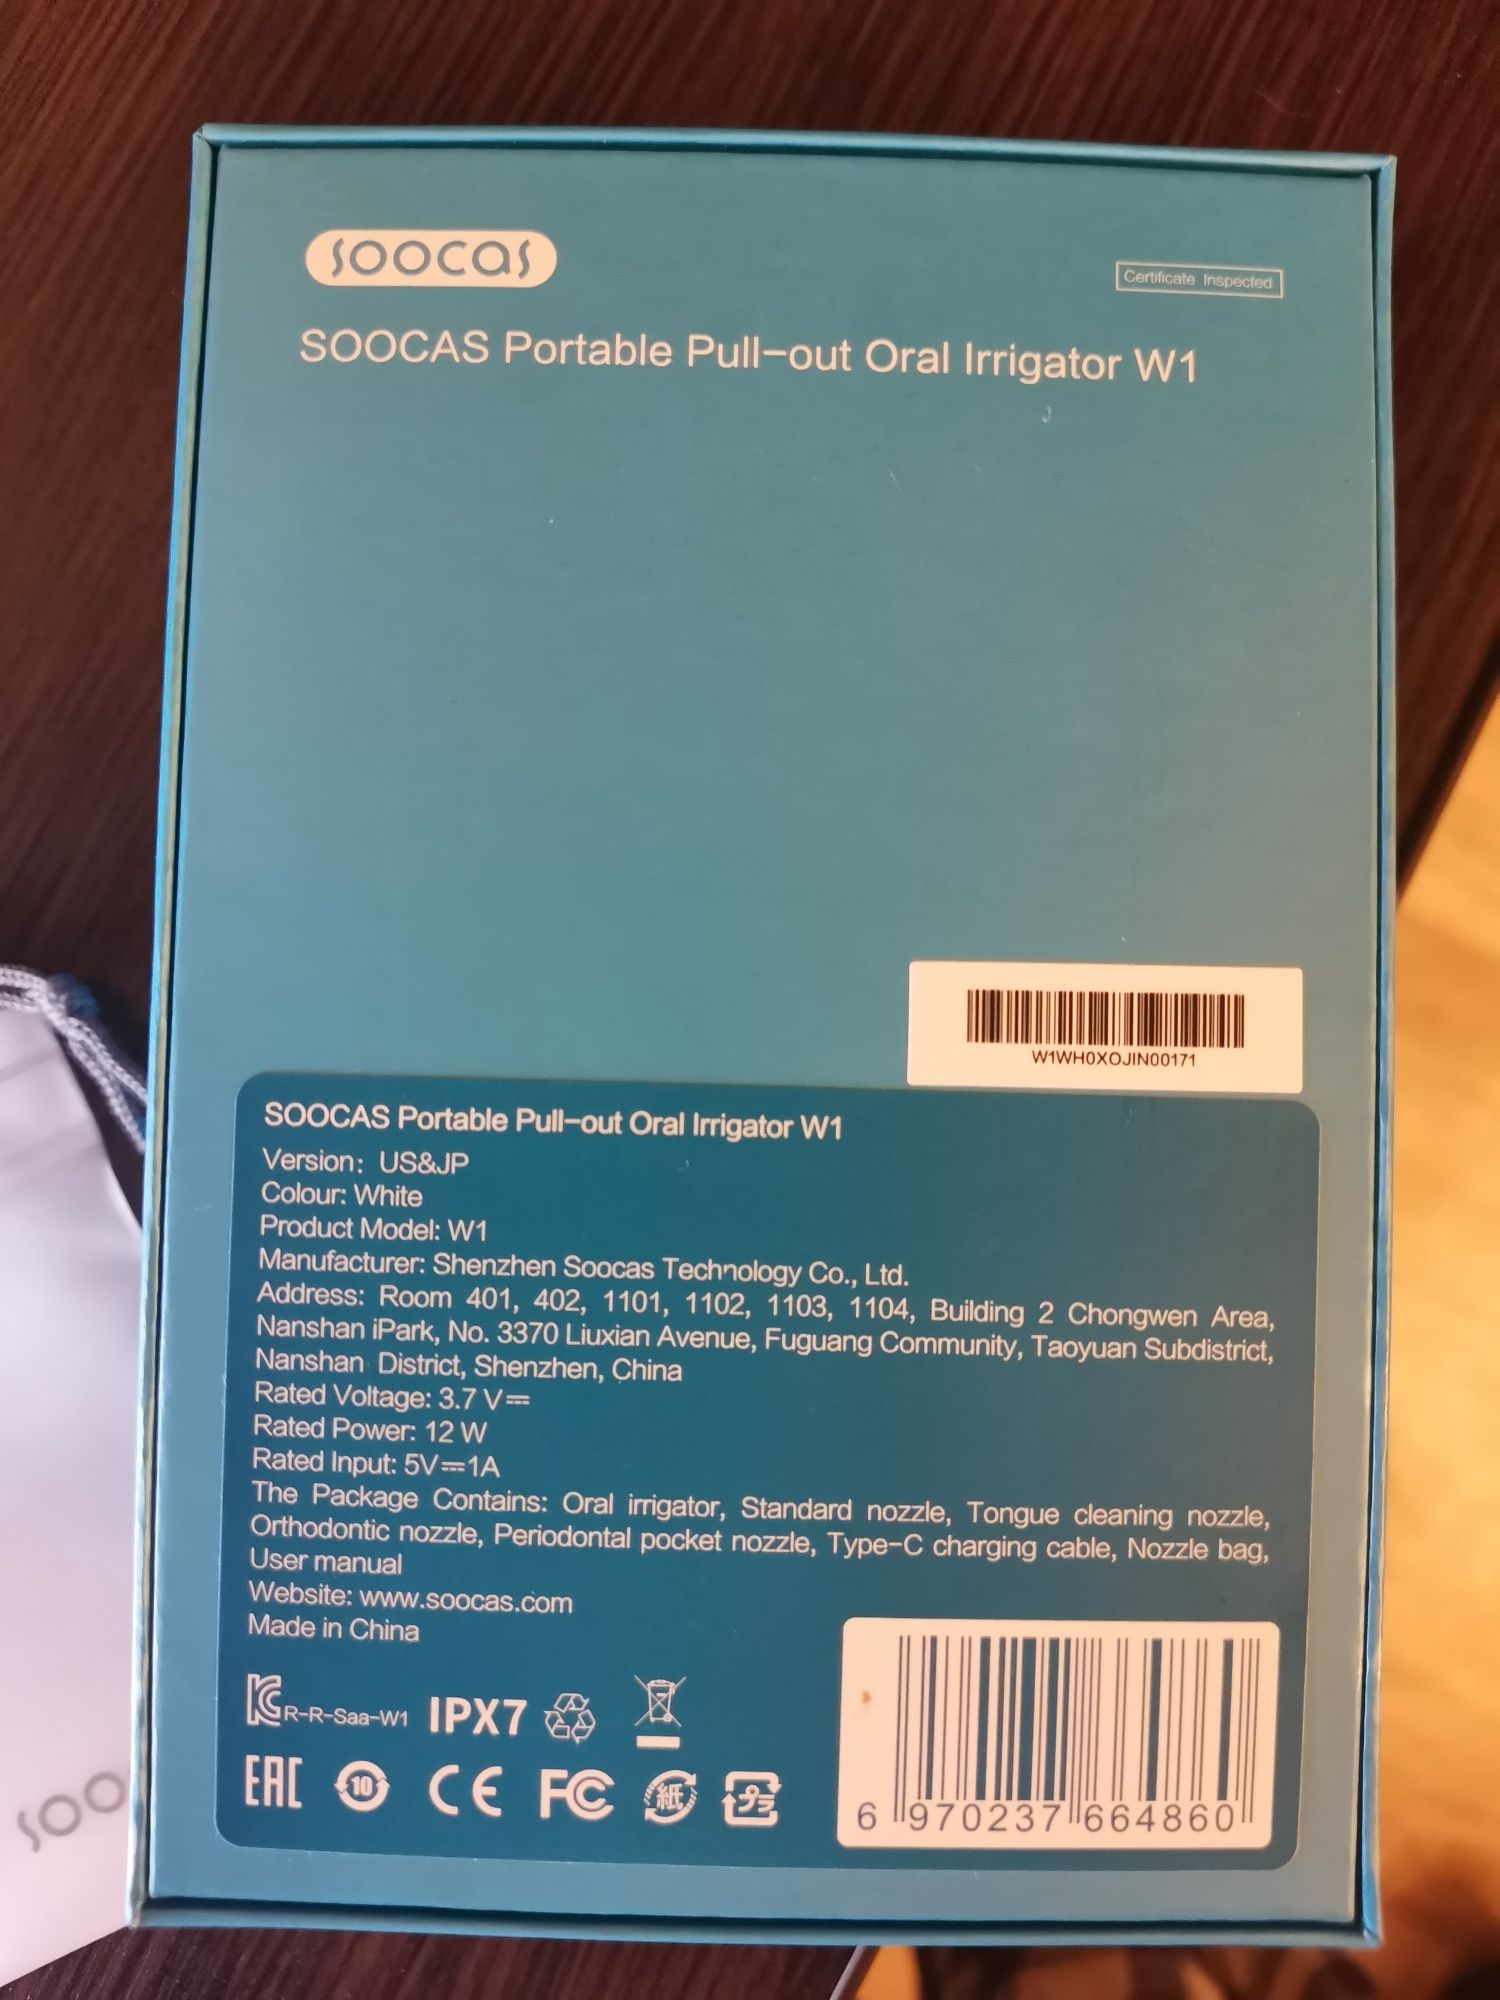 soocas
Certificate Inspected
SOOCAS Portable Pull-out Oral Irrigator W1
W1WH0XOJIN00171
SOOCAS Portable Pull-out Oral Irrigator W1
Version: US&JP
Colour: White
Product Model: W1
Manufacturer: Shenzhen Soocas Technology Co., Ltd.
Address: Room 401, 402, 1101, 1102, 1103, 1104, Building 2 Chongwen Area,
Nanshan iPark, No. 3370 Liuxian Avenue, Fuguang Community, Taoyuan Subdistrict,
Nanshan District, Shenzhen, China
Rated Voltage: 3.7 V⎓
Rated Power: 12 W
Rated Input: 5V⎓1A
The Package Contains: Oral irrigator, Standard nozzle, Tongue cleaning nozzle,
Orthodontic nozzle, Periodontal pocket nozzle, Type-C charging cable, Nozzle bag,
User manual
Website: www.soocas.com
Made in China
KC R-R-Saa-W1 IPX7
EAC 10 CE FC 紙 プラ
6 970237 664860
soo